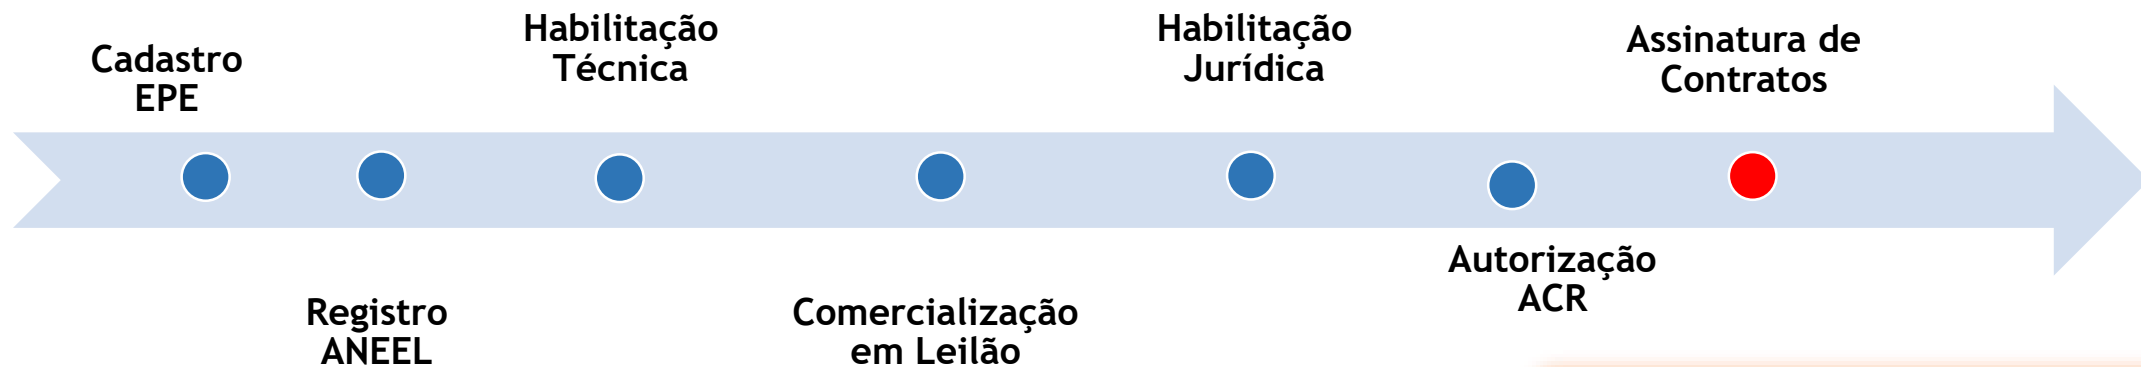 Cadastro
EPE
Registro
ANEEL
Habilitação
Técnica
Comercialização
em Leilão
Habilitação
Jurídica
Autorização
ACR
Assinatura de
Contratos